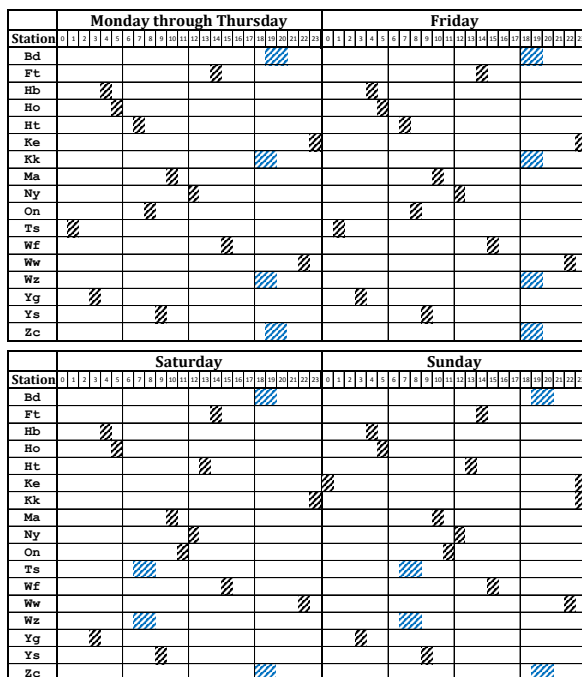 Monday through Thursday Friday
Station 0 1 2 3 4 5 6 7 8 9 10 11 12 13 14 15 16 17 18 19 20 21 22 23 0 1 2 3 4 5 6 7 8 9 10 11 12 13 14 15 16 17 18 19 20 21 22
Bd
Ft
Hb
Ho
Ht
Ke
Kk
Ma
Ny
On
Ts
Wf
Ww
Wz
Yg
Ys
Zc
Saturday Sunday
Station 0 1 2 3 4 5 6 7 8 9 10 11 12 13 14 15 16 17 18 19 20 21 22 23 0 1 2 3 4 5 6 7 8 9 10 11 12 13 14 15 16 17 18 19 20 21 22
Bd
Ft
Hb
Ho
Ht
Ke
Kk
Ma
Ny
On
Ts
Wf
Ww
Wz
Yg
Ys
Zc